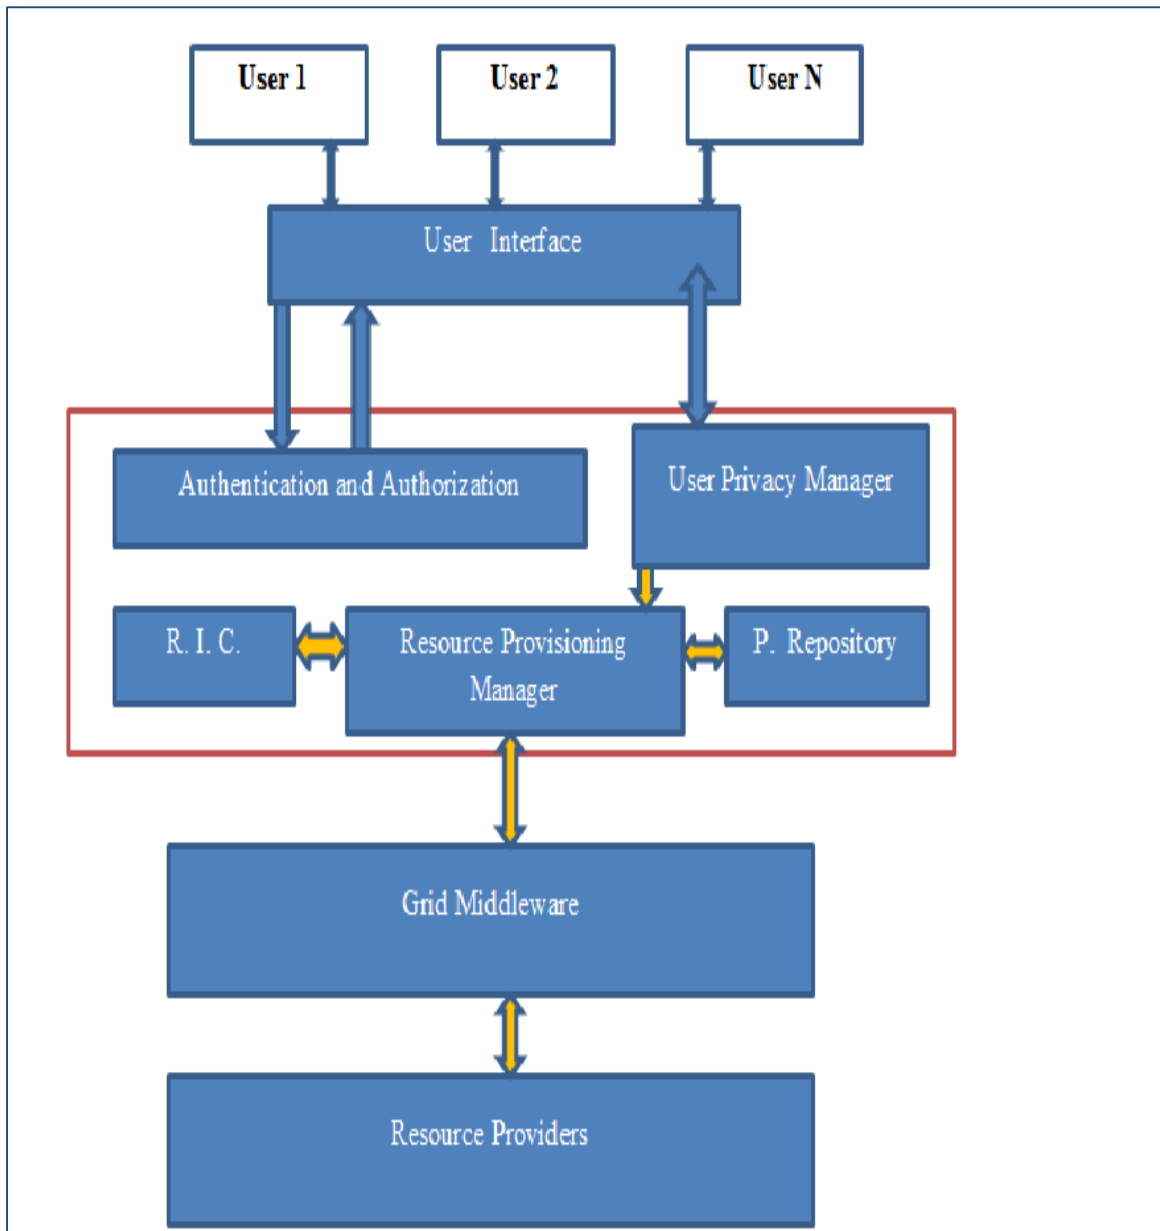 User 1
User 2
User N
User Interface
Authentication and Authorization
User Privacy Manager
R. I. C.
Resource Provisioning
Manager
P. Repository
Grid Middleware
Resource Providers